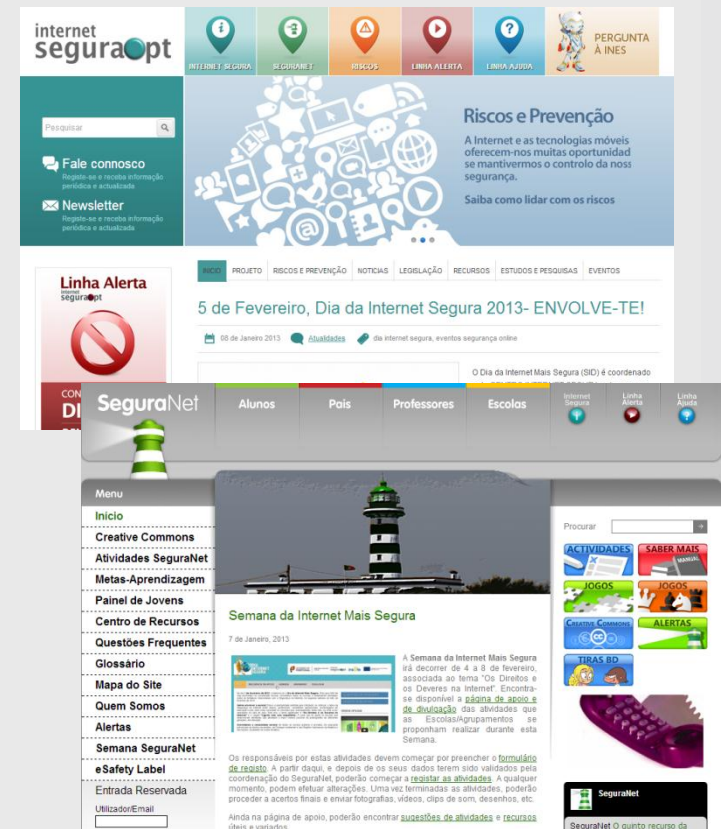 internet
segura pt
INTERNET SEGURA
SEGURANET
RISCOS
LINHA ALERTA
LINHA AJUDA
PERGUNTA
À INES
Pesquisar
Fale connosco
Registe-se e receba informação
periódica e actualizada
Newsletter
Registe-se e receba informação
periódica e actualizada
Riscos e Prevenção
A Internet e as tecnologias móveis
oferecem-nos muitas oportunidad
se mantivermos o controlo da noss
segurança.
Saiba como lidar com os riscos
INICIO PROJETO RISCOS E PREVENÇÃO NOTICIAS LEGISLAÇÃO RECURSOS ESTUDOS E PESQUISAS EVENTOS
Linha Alerta
internet
segura pt
5 de Fevereiro, Dia da Internet Segura 2013- ENVOLVE-TE!
08 de Janeiro 2013 Atualidades dia internet segura, eventos segurança online
O Dia da Internet Mais Segura (SID) é coordenado
CON
DI
SeguraNet
Alunos
Pais
Professores
Escolas
Internet
Segura
Linha
Alerta
Linha
Ajuda
Menu
Inicio
Creative Commons
Atividades SeguraNet
Metas-Aprendizagem
Painel de Jovens
Centro de Recursos
Questões Frequentes
Glossário
Mapa do Site
Quem Somos
Alertas
Semana SeguraNet
eSafety Label
Entrada Reservada
Utilizador/Email
Semana da Internet Mais Segura
7 de Janeiro, 2013
A Semana da Internet Mais Segura
irá decorrer de 4 a 8 de fevereiro,
associada ao tema "Os Direitos e
os Deveres na Internet". Encontra-
se disponível a página de apoio e
de divulgação das atividades que
as Escolas/Agrupamentos se
proponham realizar durante esta
Semana.
Os responsáveis por estas atividades devem começar por preencher o formulário
de registo. A partir daqui, e depois de os seus dados terem sido validados pela
coordenação do SeguraNet, poderão começar a registar as atividades. A qualquer
momento, podem efetuar alterações. Uma vez terminadas as atividades, poderão
proceder a acertos finais e enviar fotografias, vídeos, clips de som, desenhos, etc.
Ainda na página de apoio, poderão encontrar sugestões de atividades e recursos
úteis e variados.
Procurar
ACTIVIDADES
SABER MAIS
MANUAL
JOGOS
JOGOS
CREATIVE COMMONS
CC
ALERTAS
TIRAS BD
SeguraNet
SeguraNet O quinto recurso da